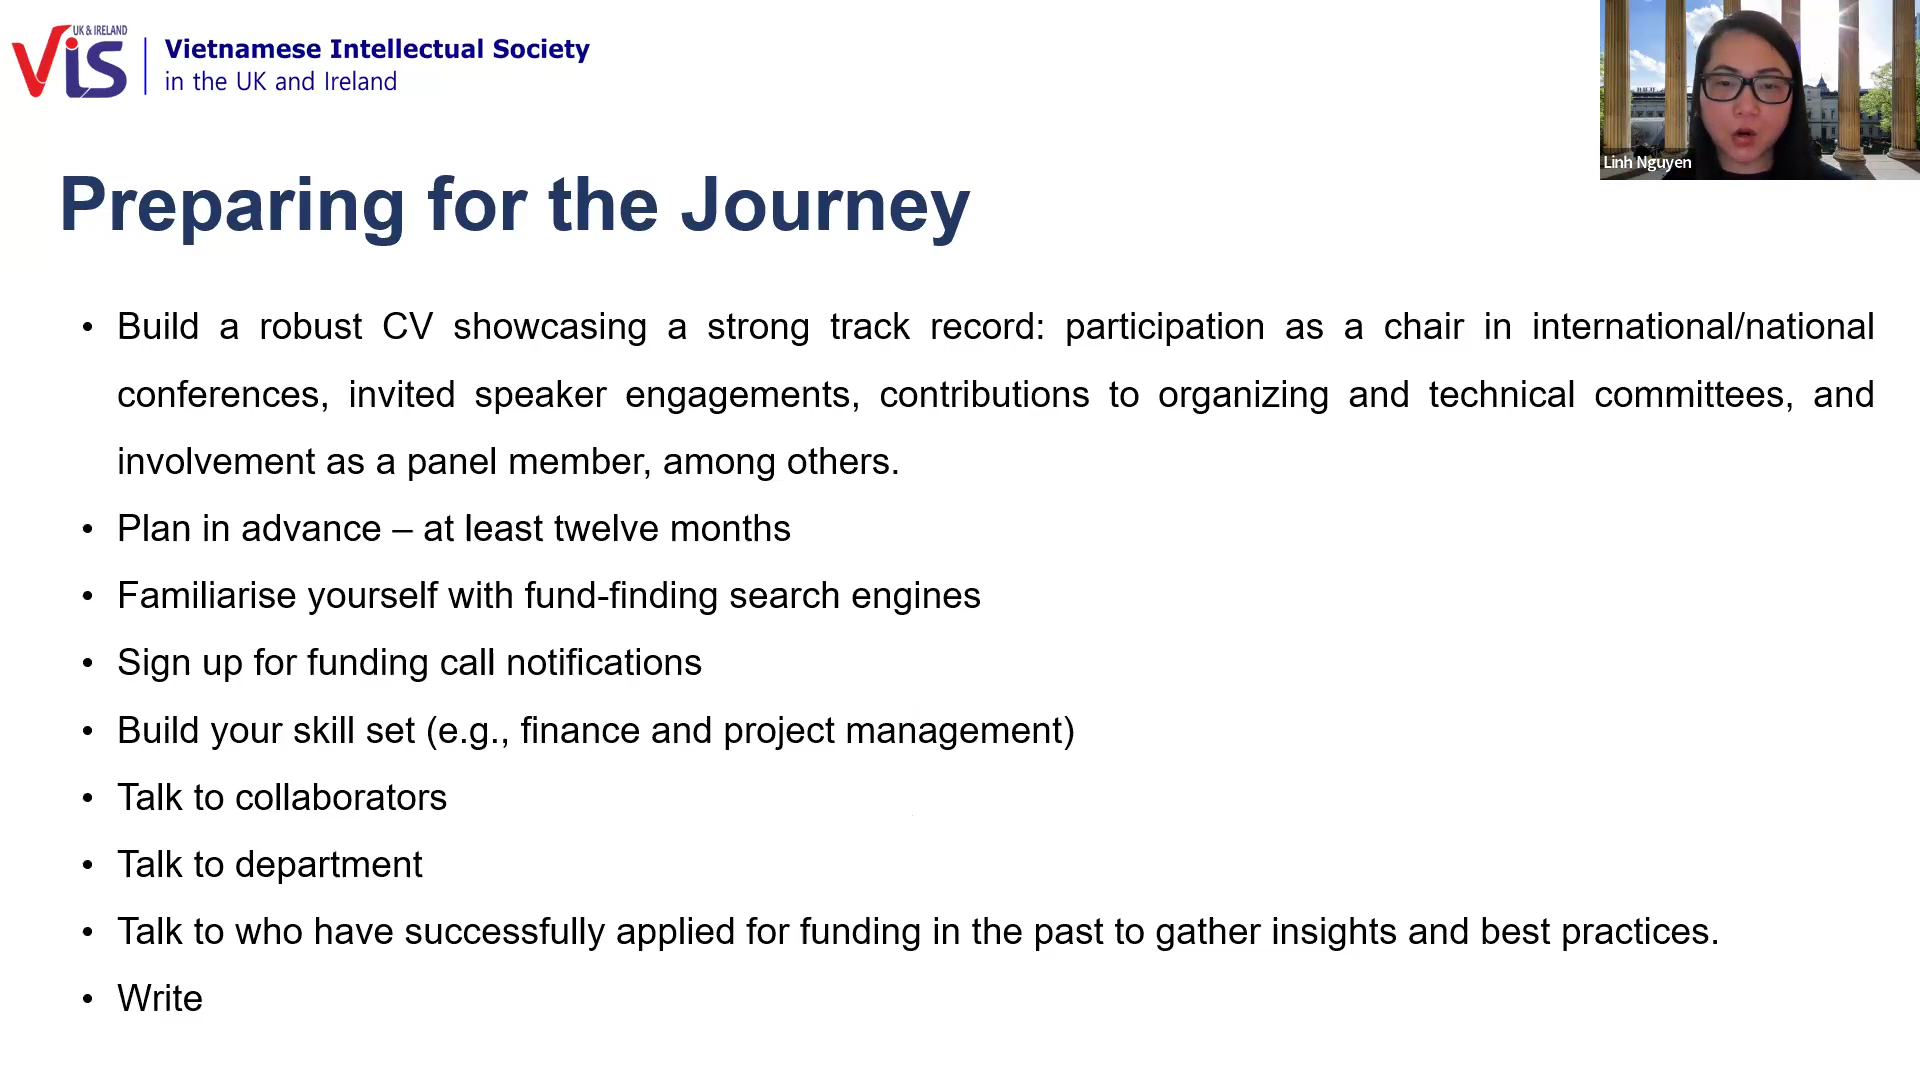 UK & IRELAND
VIS
Vietnamese Intellectual Society
in the UK and Ireland
Linh Nguyen
Preparing for the Journey
• Build a robust CV showcasing a strong track record: participation as a chair in international/national
conferences, invited speaker engagements, contributions to organizing and technical committees, and
involvement as a panel member, among others.
• Plan in advance – at least twelve months
• Familiarise yourself with fund-finding search engines
• Sign up for funding call notifications
• Build your skill set (e.g., finance and project management)
• Talk to collaborators
• Talk to department
• Talk to who have successfully applied for funding in the past to gather insights and best practices.
• Write